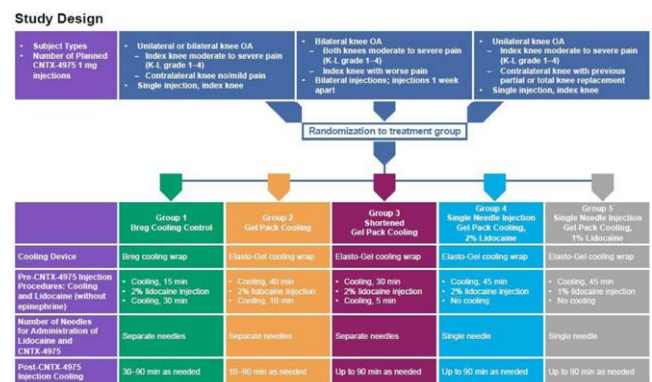 Study Design
• Subject Types
• Number of Planned
CNTX-4975 1 mg
injections
• Unilateral or bilateral knee OA
– Index knee moderate to severe pain
(K-L grade 1–4)
– Contralateral knee no/mild pain
• Single injection, index knee
• Bilateral knee OA
– Both knees moderate to severe pain
(K-L grade 1–4)
– Index knee with worse pain
• Bilateral injections; injections 1 week
apart
• Unilateral knee OA
– Index knee moderate to severe pain
(K-L grade 1–4)
– Contralateral knee with previous
partial or total knee replacement
• Single injection, index knee
Randomization to treatment group
Group 1
Breg Cooling Control
Group 2
Gel Pack Cooling
Group 3
Shortened
Gel Pack Cooling
Group 4
Single Needle Injection
Gel Pack Cooling,
2% Lidocaine
Group 5
Single Needle Injection
Gel Pack Cooling,
1% Lidocaine
Cooling Device
Breg cooling wrap
Elasto-Gel cooling wrap
Elasto-Gel cooling wrap
Elasto-Gel cooling wrap
Elasto-Gel cooling wrap
Pre-CNTX-4975 Injection
Procedures: Cooling
and Lidocaine (without
epinephrine)
• Cooling, 15 min
• 2% lidocaine injection
• Cooling, 30 min
• Cooling, 40 min
• 2% lidocaine injection
• Cooling, 10 min
• Cooling, 30 min
• 2% lidocaine injection
• Cooling, 5 min
• Cooling, 45 min
• 2% lidocaine injection
• No cooling
• Cooling, 45 min
• 1% lidocaine injection
• No cooling
Number of Needles
for Administration of
Lidocaine and
CNTX-4975
Separate needles
Separate needles
Separate needles
Single needle
Single needle
Post-CNTX-4975
Injection Cooling
30–90 min as needed
10–90 min as needed
Up to 90 min as needed
Up to 90 min as needed
Up to 90 min as needed